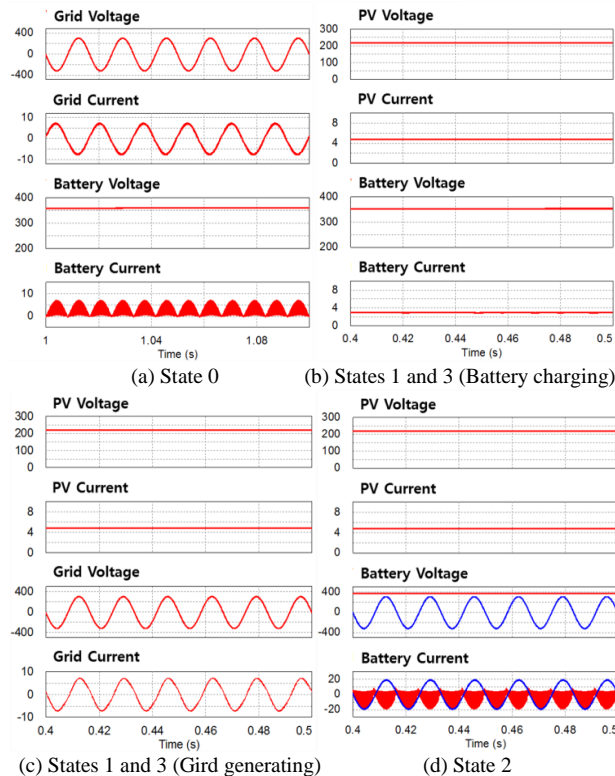 Grid Voltage
400
0
-400
Grid Current
10
0
-10
Battery Voltage
400
300
200
Battery Current
10
0
1 1.04 1.08
Time (s)
(a) State 0
PV Voltage
300
200
100
0
PV Current
8
4
0
Battery Voltage
400
300
200
Battery Current
8
4
0
0.4 0.42 0.44 0.46 0.48 0.5
Time (s)
(b) States 1 and 3 (Battery charging)
PV Voltage
300
200
100
0
PV Current
8
4
0
Grid Voltage
400
0
-400
Grid Current
10
0
-10
0.4 0.42 0.44 0.46 0.48 0.5
Time (s)
(c) States 1 and 3 (Gird generating)
PV Voltage
300
200
100
0
PV Current
8
4
0
Battery Voltage
400
0
-400
Battery Current
20
0
-20
0.4 0.42 0.44 0.46 0.48 0.5
Time (s)
(d) State 2